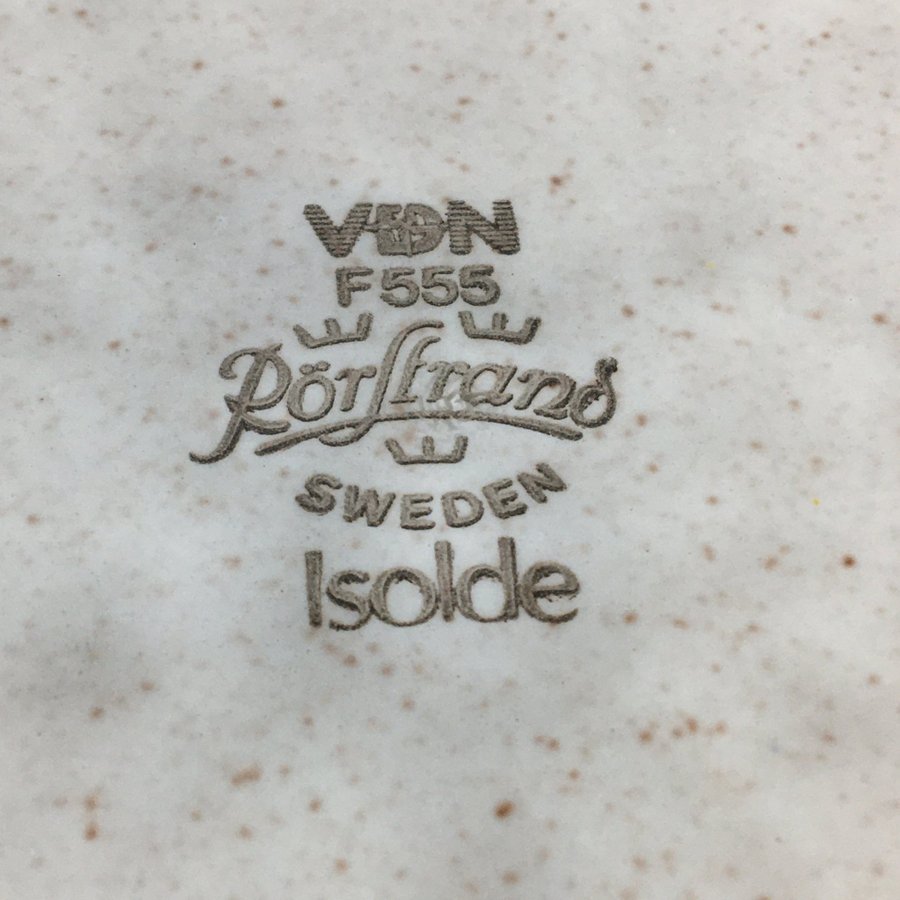 VDN
F555
Rörstrand
SWEDEN
Isolde